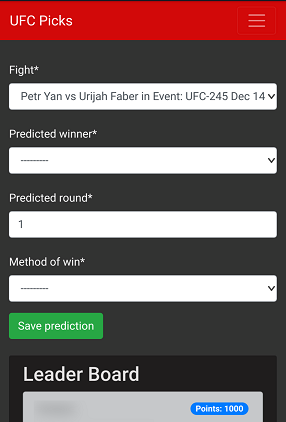 UFC Picks
Fight*
Petr Yan vs Urijah Faber in Event: UFC-245 Dec 14
Predicted winner*
---------
Predicted round*
1
Method of win*
---------
Save prediction
Leader Board
Points: 1000